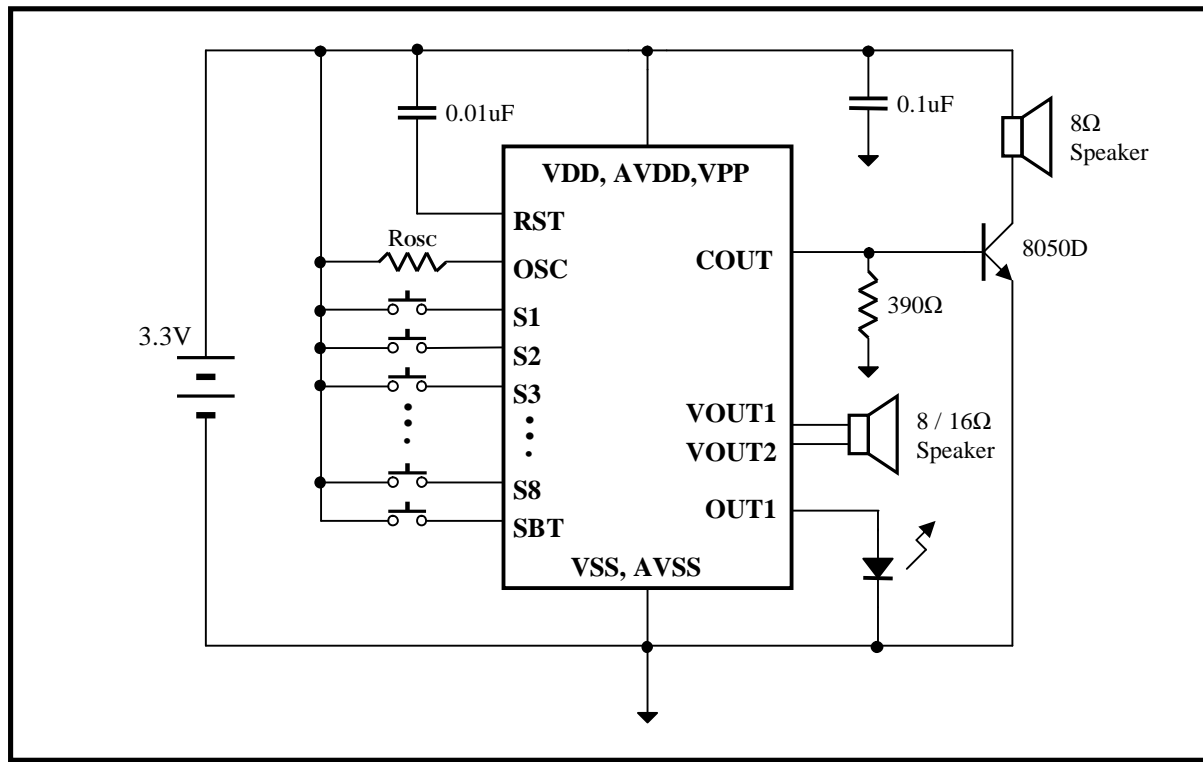 0.01uF
0.1uF
8Ω
Speaker
VDD, AVDD,VPP
RST
Rosc
OSC
COUT
8050D
S1
390Ω
3.3V
S2
S3
VOUT1
8 / 16Ω
VOUT2
Speaker
S8
OUT1
SBT
VSS, AVSS